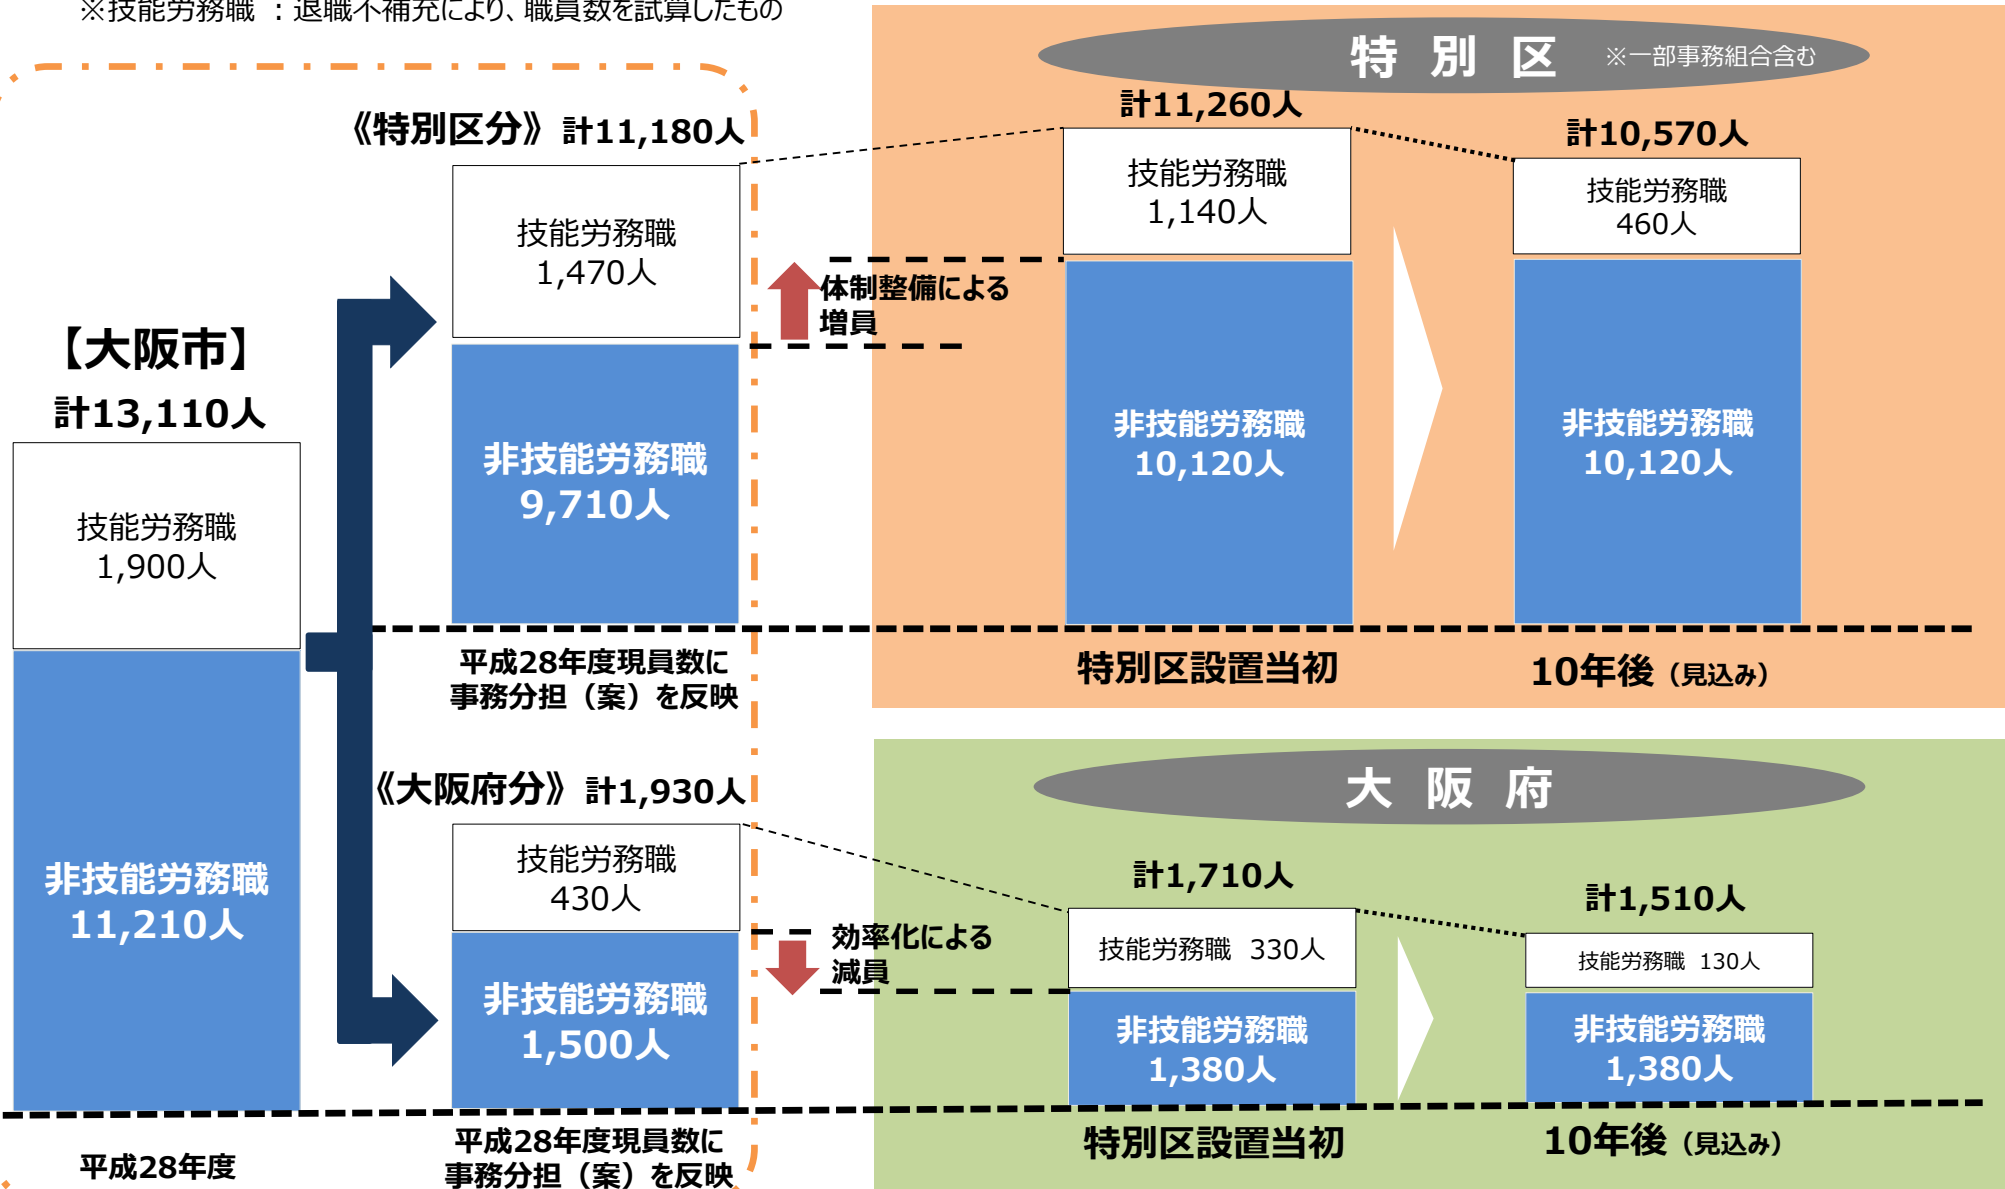 ※技能労務職 ：退職不補充により、職員数を試算したもの
【大阪市】
計13,110人
技能労務職
1,900人
非技能労務職
11,210人
平成28年度
《特別区分》計11,180人
技能労務職
1,470人
非技能労務職
9,710人
平成28年度現員数に
事務分担（案）を反映
体制整備による
増員
特 別 区 ※一部事務組合含む
計11,260人
技能労務職
1,140人
非技能労務職
10,120人
特別区設置当初
計10,570人
技能労務職
460人
非技能労務職
10,120人
10年後（見込み）
《大阪府分》計1,930人
技能労務職
430人
非技能労務職
1,500人
平成28年度現員数に
事務分担（案）を反映
効率化による
減員
大 阪 府
計1,710人
技能労務職 330人
非技能労務職
1,380人
特別区設置当初
計1,510人
技能労務職 130人
非技能労務職
1,380人
10年後（見込み）